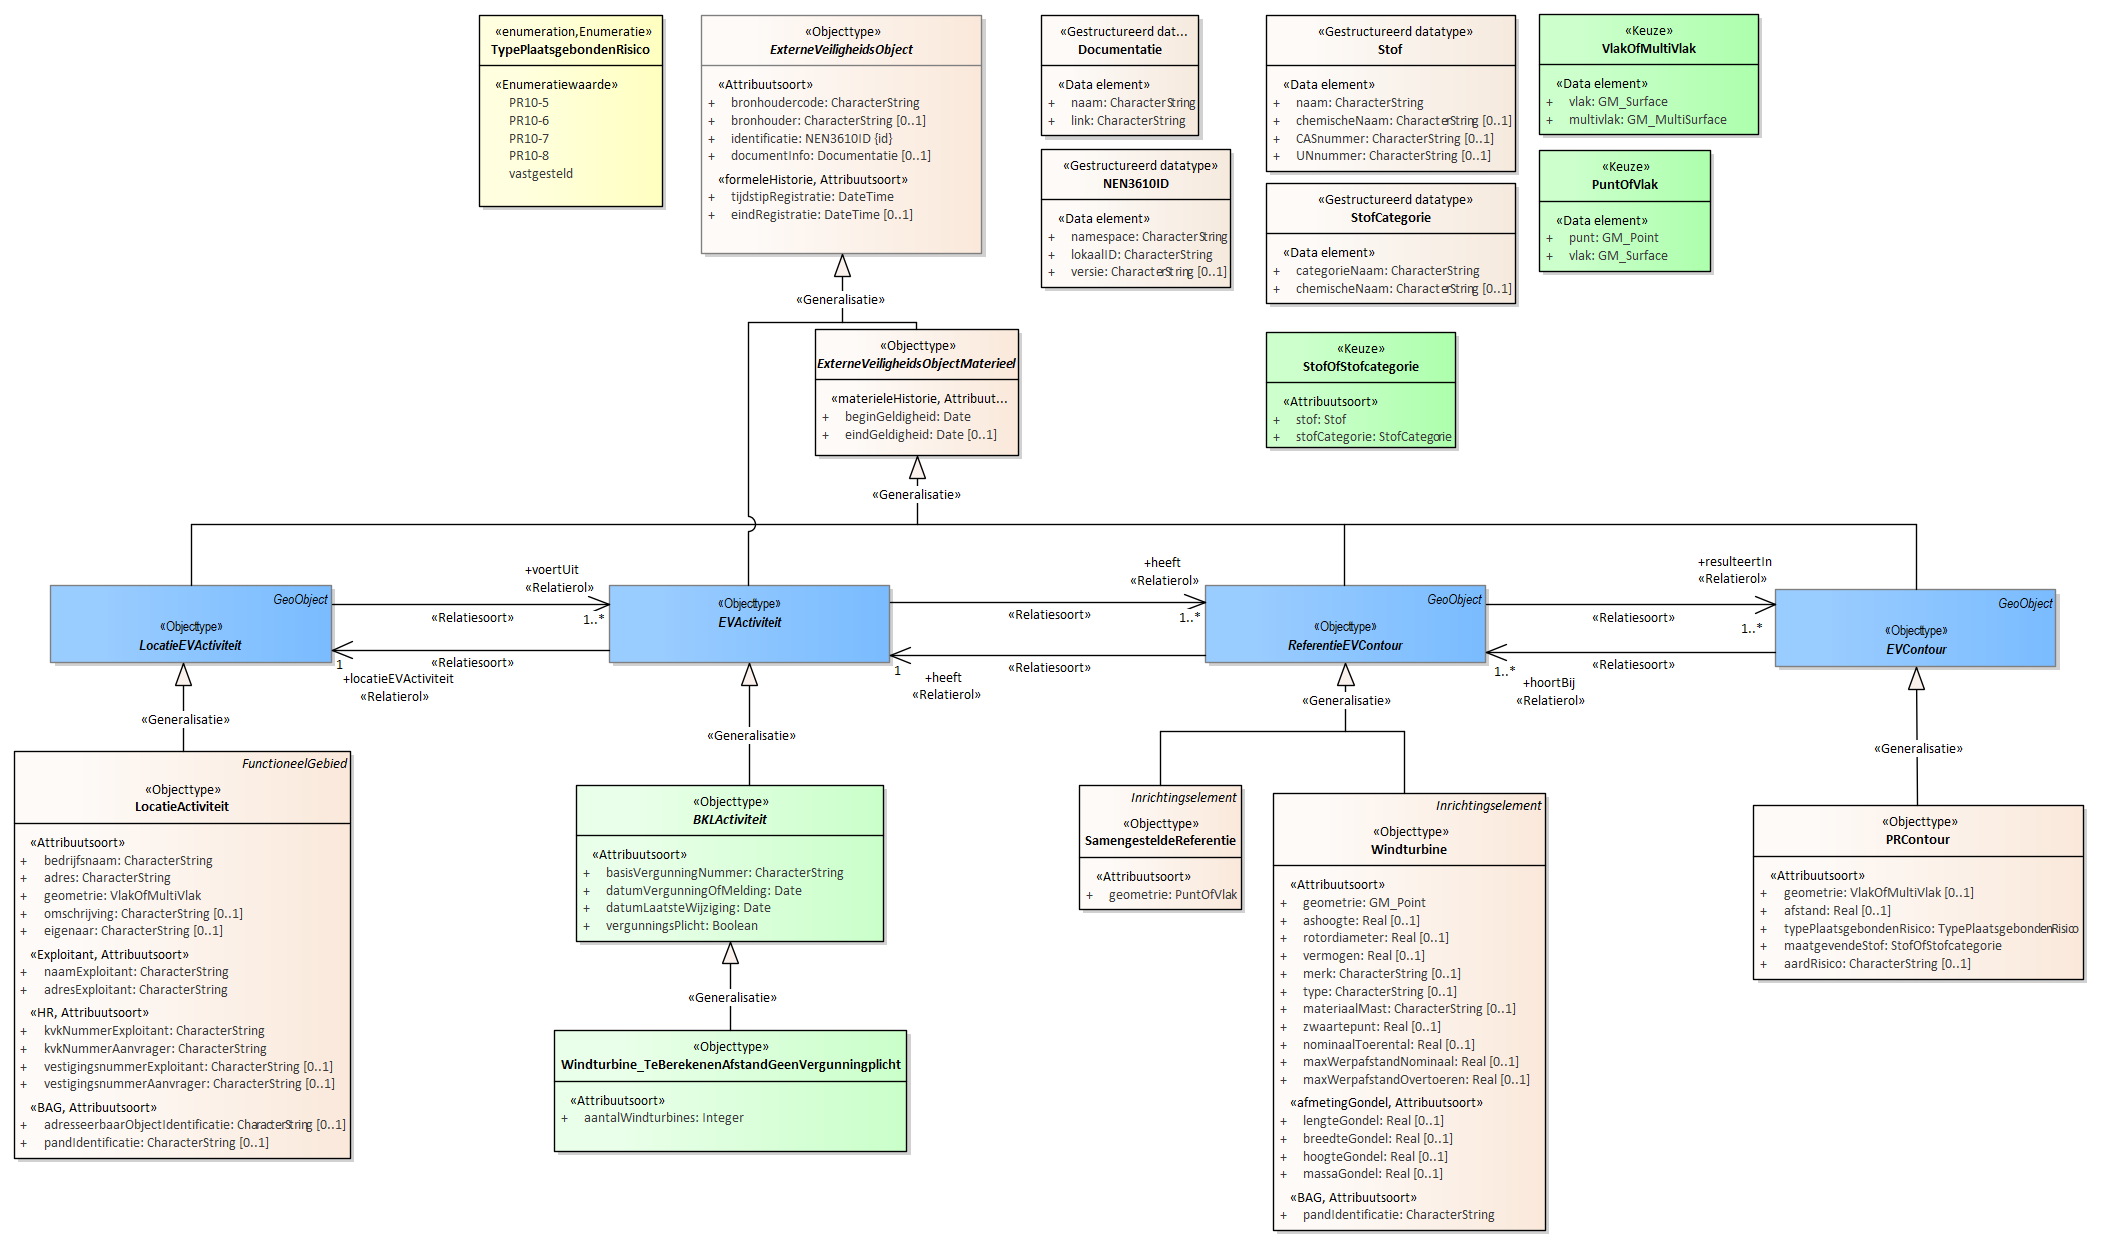 «enumeration,Enumeratie»
TypePlaatsgebondenRisico
«Enumeratiewaarde»
PR10-5
PR10-6
PR10-7
PR10-8
vastgesteld
«Objecttype»
ExterneVeiligheidsObject
«Attribuutsoort»
+ bronhoudercode: CharacterString
+ bronhouder: CharacterString [0..1]
+ identificatie: NEN3610ID {id}
+ documentInfo: Documentatie [0..1]
«formeleHistorie, Attribuutsoort»
+ tijdstipRegistratie: DateTime
+ eindRegistratie: DateTime [0..1]
«Gestructureerd dat...
Documentatie
«Data element»
+ naam: CharacterString
+ link: CharacterString
«Gestructureerd datatype»
NEN3610ID
«Data element»
+ namespace: CharacterString
+ lokaalID: CharacterString
+ versie: CharacterString [0..1]
«Gestructureerd datatype»
Stof
«Data element»
+ naam: CharacterString
+ chemischeNaam: CharacterString [0..1]
+ CASnummer: CharacterString [0..1]
+ UNnummer: CharacterString [0..1]
«Gestructureerd datatype»
StofCategorie
«Data element»
+ categorieNaam: CharacterString
+ chemischeNaam: CharacterString [0..1]
«Keuze»
StofOfStofcategorie
«Attribuutsoort»
+ stof: Stof
+ stofCategorie: StofCategorie
«Keuze»
VlakOfMultiVlak
«Data element»
+ vlak: GM_Surface
+ multivlak: GM_MultiSurface
«Keuze»
PuntOfVlak
«Data element»
+ punt: GM_Point
+ vlak: GM_Surface
«Generalisatie»
«Objecttype»
ExterneVeiligheidsObjectMaterieel
«materieleHistorie, Attribuut...
+ beginGeldigheid: Date
+ eindGeldigheid: Date [0..1]
«Generalisatie»
GeoObject
«Objecttype»
LocatieEVActiviteit
+voertUit
«Relatierol»
«Relatiesoort»
1..*
«Relatiesoort»
1
+locatieEVActiviteit
«Relatierol»
«Objecttype»
EVActiviteit
+heeft
«Relatierol»
«Relatiesoort»
1..*
«Relatiesoort»
1
+heeft
«Relatierol»
GeoObject
«Objecttype»
ReferentieEVContour
+resulteertIn
«Relatierol»
«Relatiesoort»
1..*
«Relatiesoort»
1..*
+hoortBij
«Relatierol»
GeoObject
«Objecttype»
EVContour
«Generalisatie»
FunctioneelGebied
«Objecttype»
LocatieActiviteit
«Attribuutsoort»
+ bedrijfsnaam: CharacterString
+ adres: CharacterString
+ geometrie: VlakOfMultiVlak
+ omschrijving: CharacterString [0..1]
+ eigenaar: CharacterString [0..1]
«Exploitant, Attribuutsoort»
+ naamExploitant: CharacterString
+ adresExploitant: CharacterString
«HR, Attribuutsoort»
+ kvkNummerExploitant: CharacterString
+ kvkNummerAanvrager: CharacterString
+ vestigingsnummerExploitant: CharacterString [0..1]
+ vestigingsnummerAanvrager: CharacterString [0..1]
«BAG, Attribuutsoort»
+ adresseerbaarObjectIdentificatie: CharacterString [0..1]
+ pandIdentificatie: CharacterString [0..1]
«Generalisatie»
«Objecttype»
BKLActiviteit
«Attribuutsoort»
+ basisVergunningNummer: CharacterString
+ datumVergunningOfMelding: Date
+ datumLaatsteWijziging: Date
+ vergunningsPlicht: Boolean
«Generalisatie»
«Objecttype»
Windturbine_TeBerekenenAfstandGeenVergunningplicht
«Attribuutsoort»
+ aantalWindturbines: Integer
«Generalisatie»
Inrichtingselement
«Objecttype»
SamengesteldeReferentie
«Attribuutsoort»
+ geometrie: PuntOfVlak
Inrichtingselement
«Objecttype»
Windturbine
«Attribuutsoort»
+ geometrie: GM_Point
+ ashoogte: Real [0..1]
+ rotordiameter: Real [0..1]
+ vermogen: Real [0..1]
+ merk: CharacterString [0..1]
+ type: CharacterString [0..1]
+ materiaalMast: CharacterString [0..1]
+ zwaartepunt: Real [0..1]
+ nominaalToerental: Real [0..1]
+ maxWerpafstandNominaal: Real [0..1]
+ maxWerpafstandOvertoeren: Real [0..1]
«afmetingGondel, Attribuutsoort»
+ lengteGondel: Real [0..1]
+ breedteGondel: Real [0..1]
+ hoogteGondel: Real [0..1]
+ massaGondel: Real [0..1]
«BAG, Attribuutsoort»
+ pandIdentificatie: CharacterString
«Generalisatie»
«Objecttype»
PRContour
«Attribuutsoort»
+ geometrie: VlakOfMultiVlak [0..1]
+ afstand: Real [0..1]
+ typePlaatsgebondenRisico: TypePlaatsgebondenRisico
+ maatgevendeStof: StofOfStofcategorie
+ aardRisico: CharacterString [0..1]